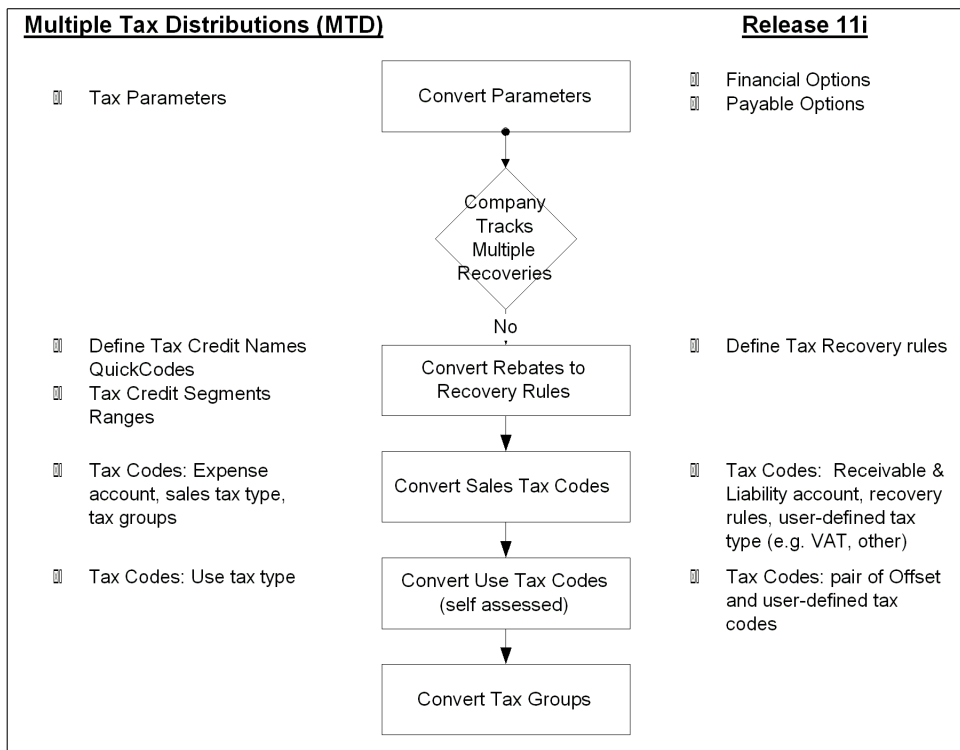 Multiple Tax Distributions (MTD)
Release 11i
Tax Parameters
Convert Parameters
Financial Options
Payable Options
Company
Tracks
Multiple
Recoveries
No
Define Tax Credit Names
QuickCodes
Tax Credit Segments
Ranges
Convert Rebates to
Recovery Rules
Define Tax Recovery rules
Tax Codes: Expense
account, sales tax type,
tax groups
Convert Sales Tax Codes
Tax Codes: Receivable &
Liability account, recovery
rules, user-defined tax
type (e.g. VAT, other)
Tax Codes: Use tax type
Convert Use Tax Codes
(self assessed)
Tax Codes: pair of Offset
and user-defined tax
codes
Convert Tax Groups